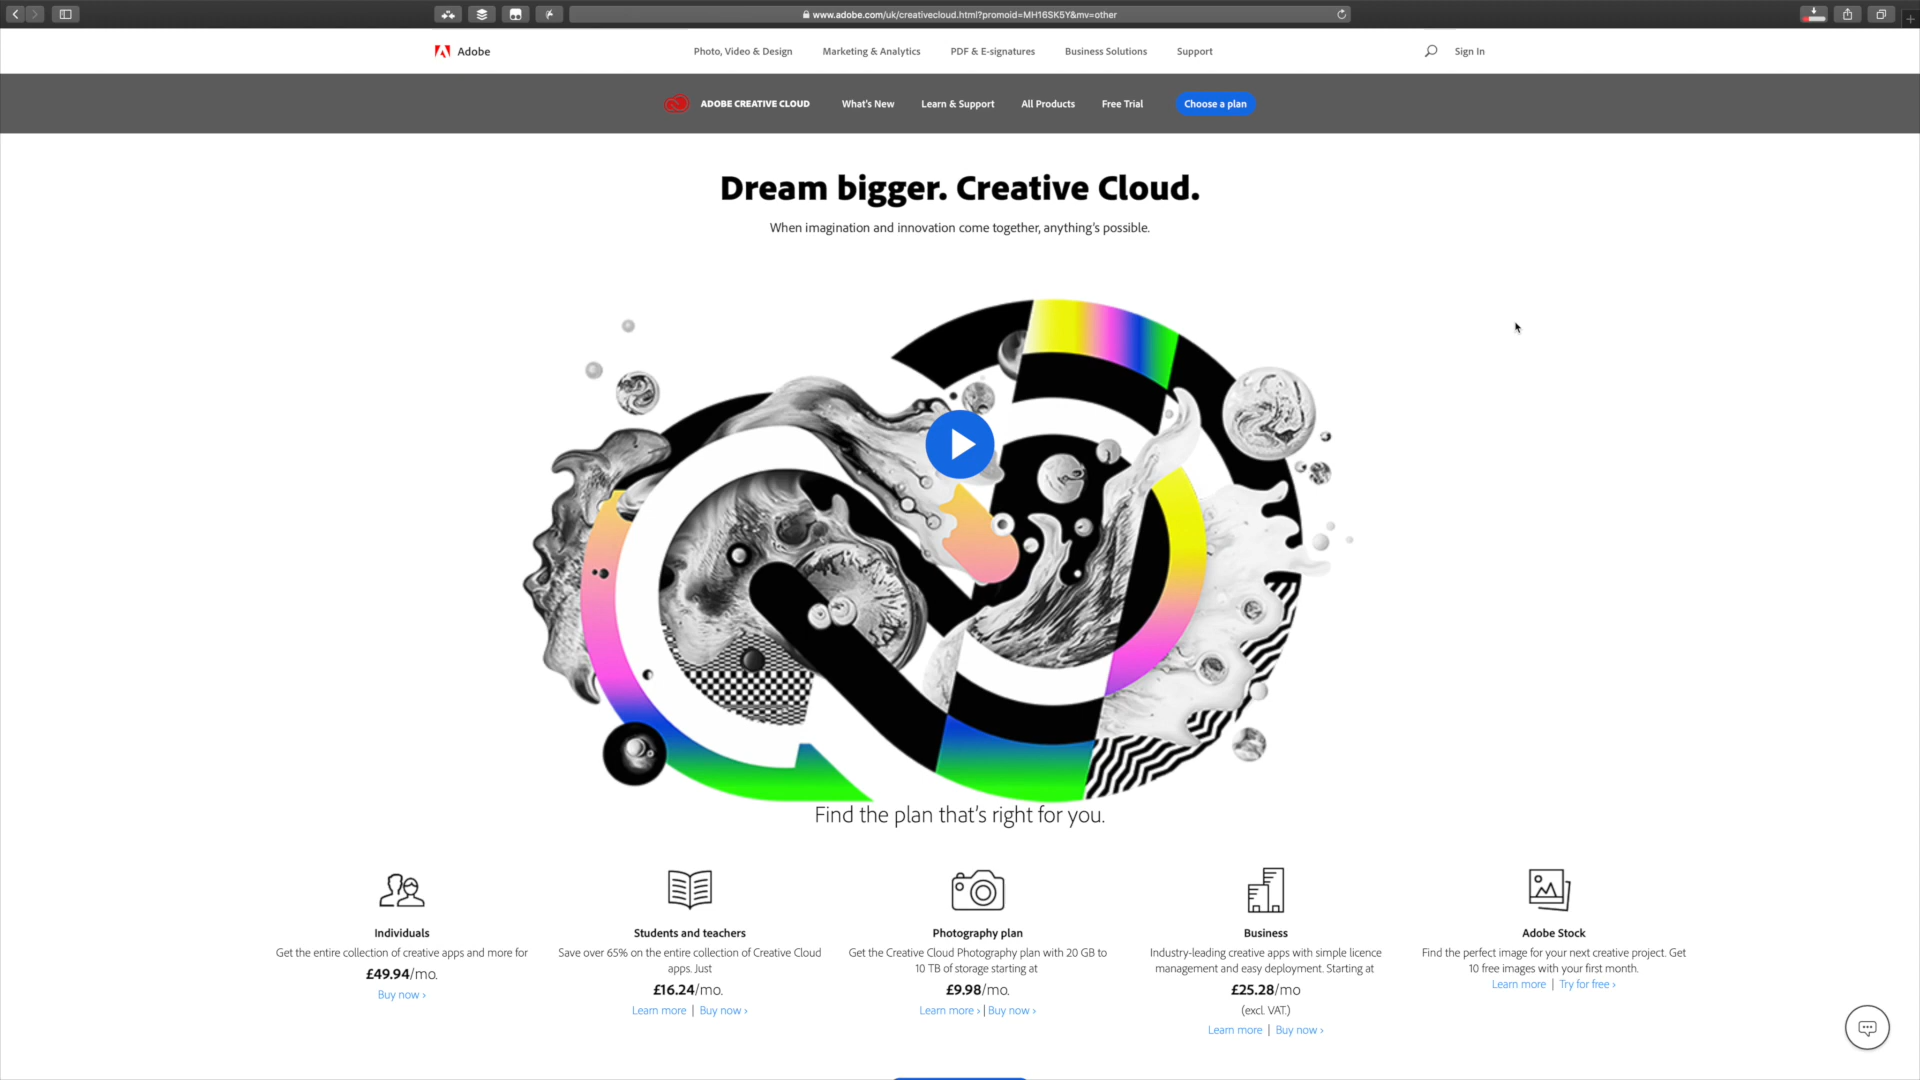 www.adobe.com/uk/creativecloud.html?promoid=MH16SK5Y&mv=other
Adobe
Photo, Video & Design
Marketing & Analytics
PDF & E-signatures
Business Solutions
Support
Sign In
ADOBE CREATIVE CLOUD
What's New
Learn & Support
All Products
Free Trial
Choose a plan
Dream bigger. Creative Cloud.
When imagination and innovation come together, anything's possible.
Find the plan that's right for you.
Individuals
Get the entire collection of creative apps and more for
£49.94/mo.
Buy now ›
Students and teachers
Save over 65% on the entire collection of Creative Cloud
apps. Just
£16.24/mo.
Learn more | Buy now ›
Photography plan
Get the Creative Cloud Photography plan with 20 GB to
10 TB of storage starting at
£9.98/mo.
Learn more › | Buy now ›
Business
Industry-leading creative apps with simple licence
management and easy deployment. Starting at
£25.28/mo
(excl. VAT.)
Learn more | Buy now ›
Adobe Stock
Find the perfect image for your next creative project. Get
10 free images with your first month.
Learn more | Try for free ›